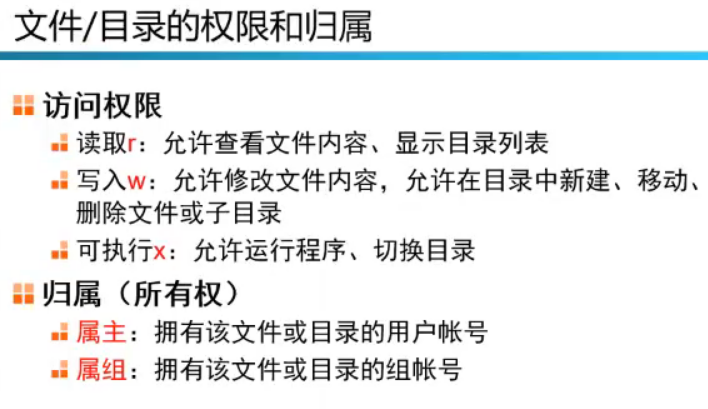 文件/目录的权限和归属
访问权限
读取r：允许查看文件内容、显示目录列表
写入w：允许修改文件内容，允许在目录中新建、移动、
删除文件或子目录
可执行x：允许运行程序、切换目录
归属（所有权）
属主：拥有该文件或目录的用户帐号
属组：拥有该文件或目录的组帐号